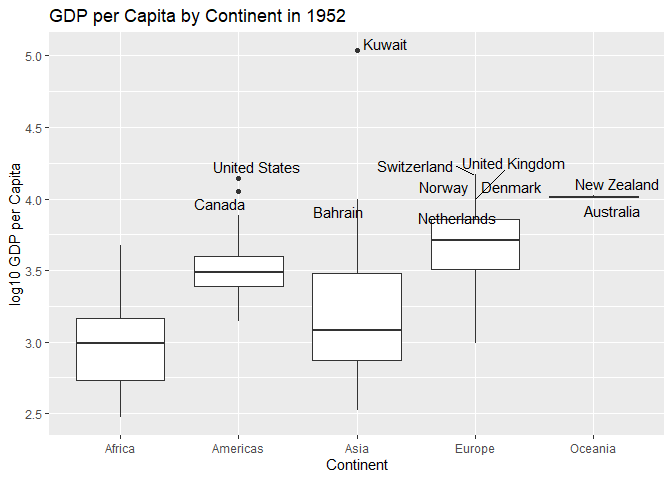 GDP per Capita by Continent in 1952
log10 GDP per Capita
5.0
4.5
4.0
3.5
3.0
2.5
Kuwait
United States
Canada
Bahrain
Switzerland
United Kingdom
Norway
Denmark
Netherlands
New Zealand
Australia
Africa
Americas
Asia
Europe
Oceania
Continent